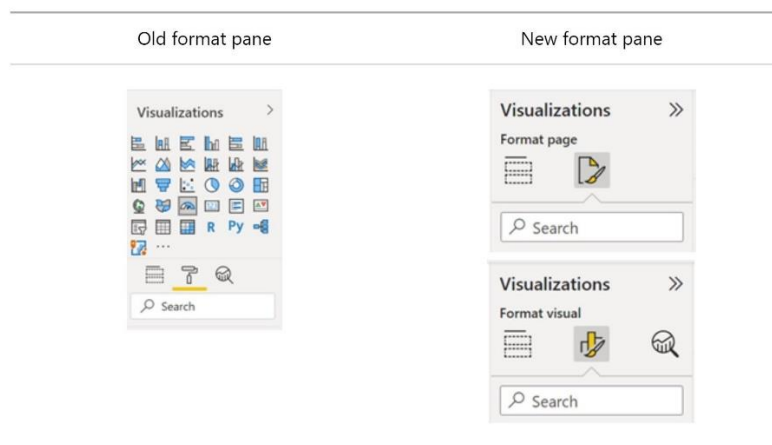 Old format pane
New format pane
Visualizations
R Py
Search
Visualizations
Format page
Search
Visualizations
Format visual
Search